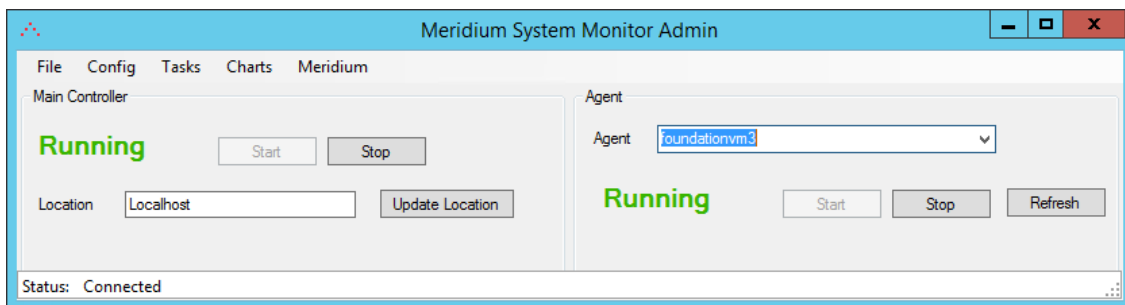 Meridium System Monitor Admin
File Config Tasks Charts Meridium
Main Controller
Running Start Stop
Location Localhost Update Location
Agent
Agent foundationvm3
Running Start Stop Refresh
Status: Connected